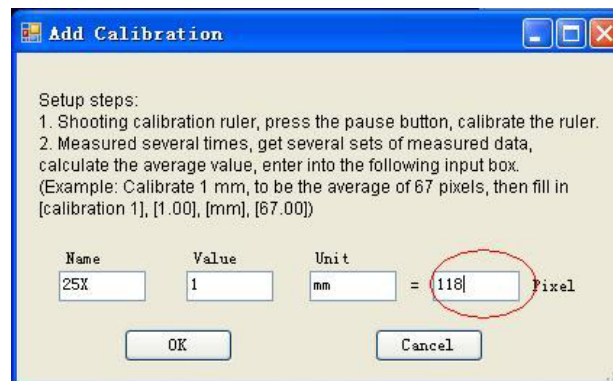 Add Calibration
Setup steps:
1. Shooting calibration ruler, press the pause button, calibrate the ruler.
2. Measured several times, get several sets of measured data,
calculate the average value, enter into the following input box.
(Example: Calibrate 1 mm, to be the average of 67 pixels, then fill in
[calibration 1], [1.00], [mm], [67.00])
Name Value Unit
25X 1 mm = 118 Pixel
OK Cancel